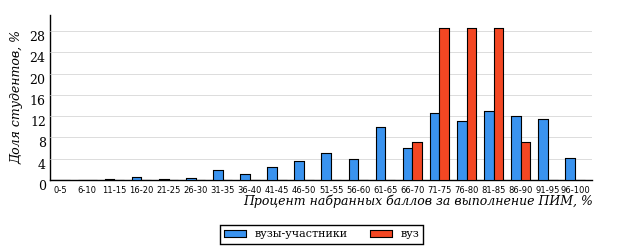 Доля студентов, %
28
24
20
16
12
8
4
0
0-5 6-10 11-15 16-20 21-25 26-30 31-35 36-40 41-45 46-50 51-55 56-60 61-65 66-70 71-75 76-80 81-85 86-90 91-95 96-100
Процент набранных баллов за выполнение ПИМ, %
вузы-участники вуз